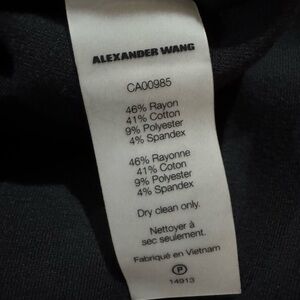 ALEXANDER WANG
CA00985
46% Rayon
41% Cotton
9% Polyester
4% Spandex
46% Rayonne
41% Coton
9% Polyester
4% Spandex
Dry clean only.
Nettoyer à
sec seulement.
Fabriqué en Vietnam
P
14913